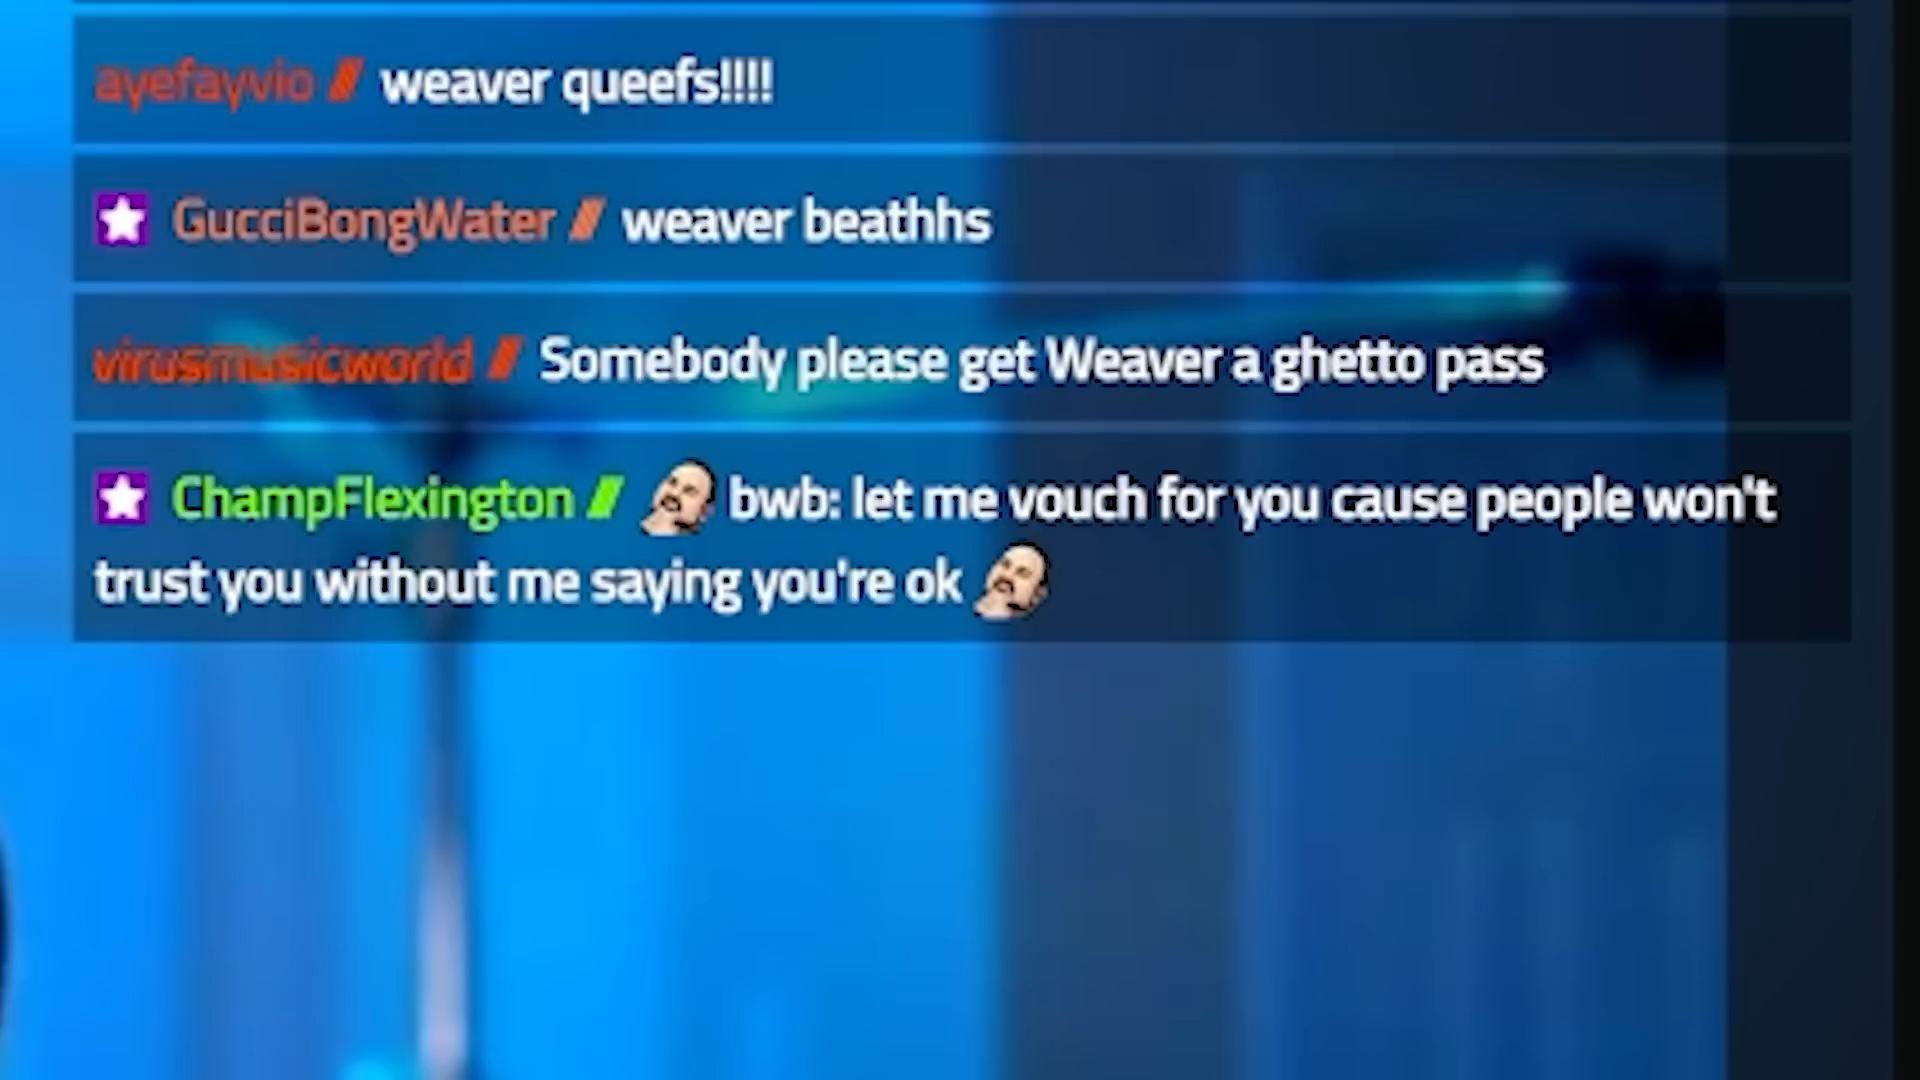 ayefayvio // weaver queefs!!!!
GucciBongWater // weaver beathhs
virusmusicworld // Somebody please get Weaver a ghetto pass
ChampFlexington // bwb: let me vouch for you cause people won't
trust you without me saying you're ok